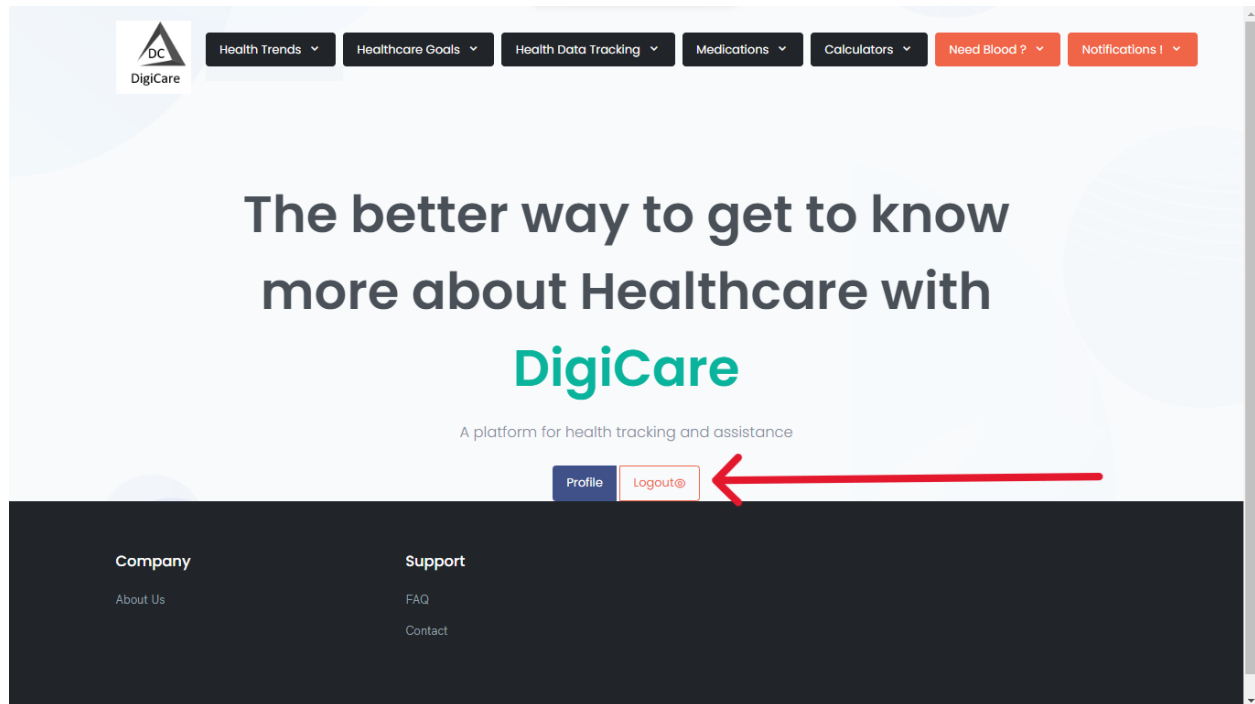 DC
DigiCare
Health Trends
Healthcare Goals
Health Data Tracking
Medications
Calculators
Need Blood ?
Notifications !
The better way to get to know
more about Healthcare with
DigiCare
A platform for health tracking and assistance
Profile
Logout
Company
Support
About Us
FAQ
Contact